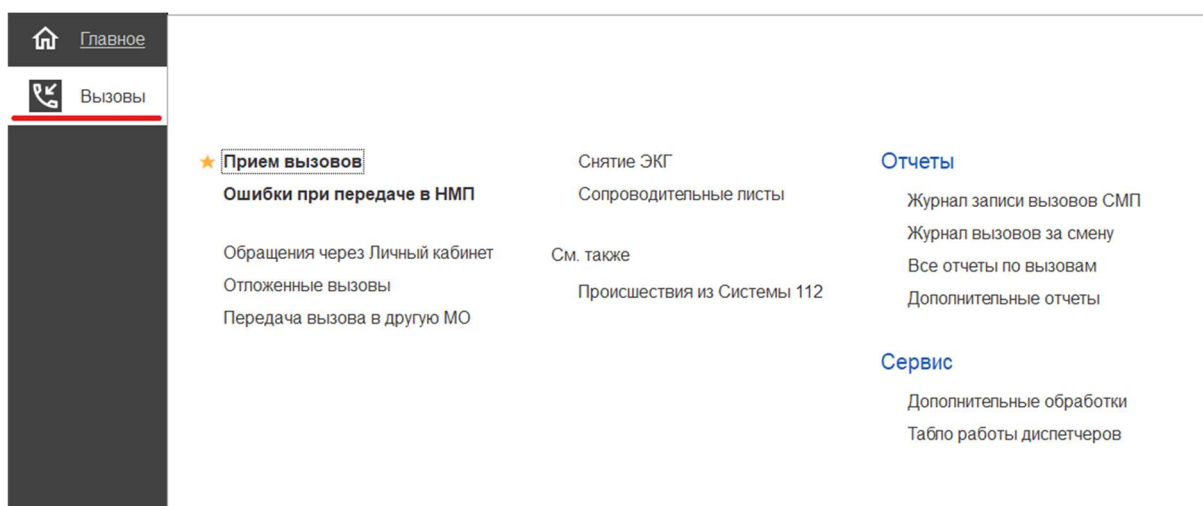 Главное
Вызовы
Прием вызовов
Ошибки при передаче в НМП
Обращения через Личный кабинет
Отложенные вызовы
Передача вызова в другую МО
Снятие ЭКГ
Сопроводительные листы
См. также
Происшествия из Системы 112
Отчеты
Журнал записи вызовов СМП
Журнал вызовов за смену
Все отчеты по вызовам
Дополнительные отчеты
Сервис
Дополнительные обработки
Табло работы диспетчеров